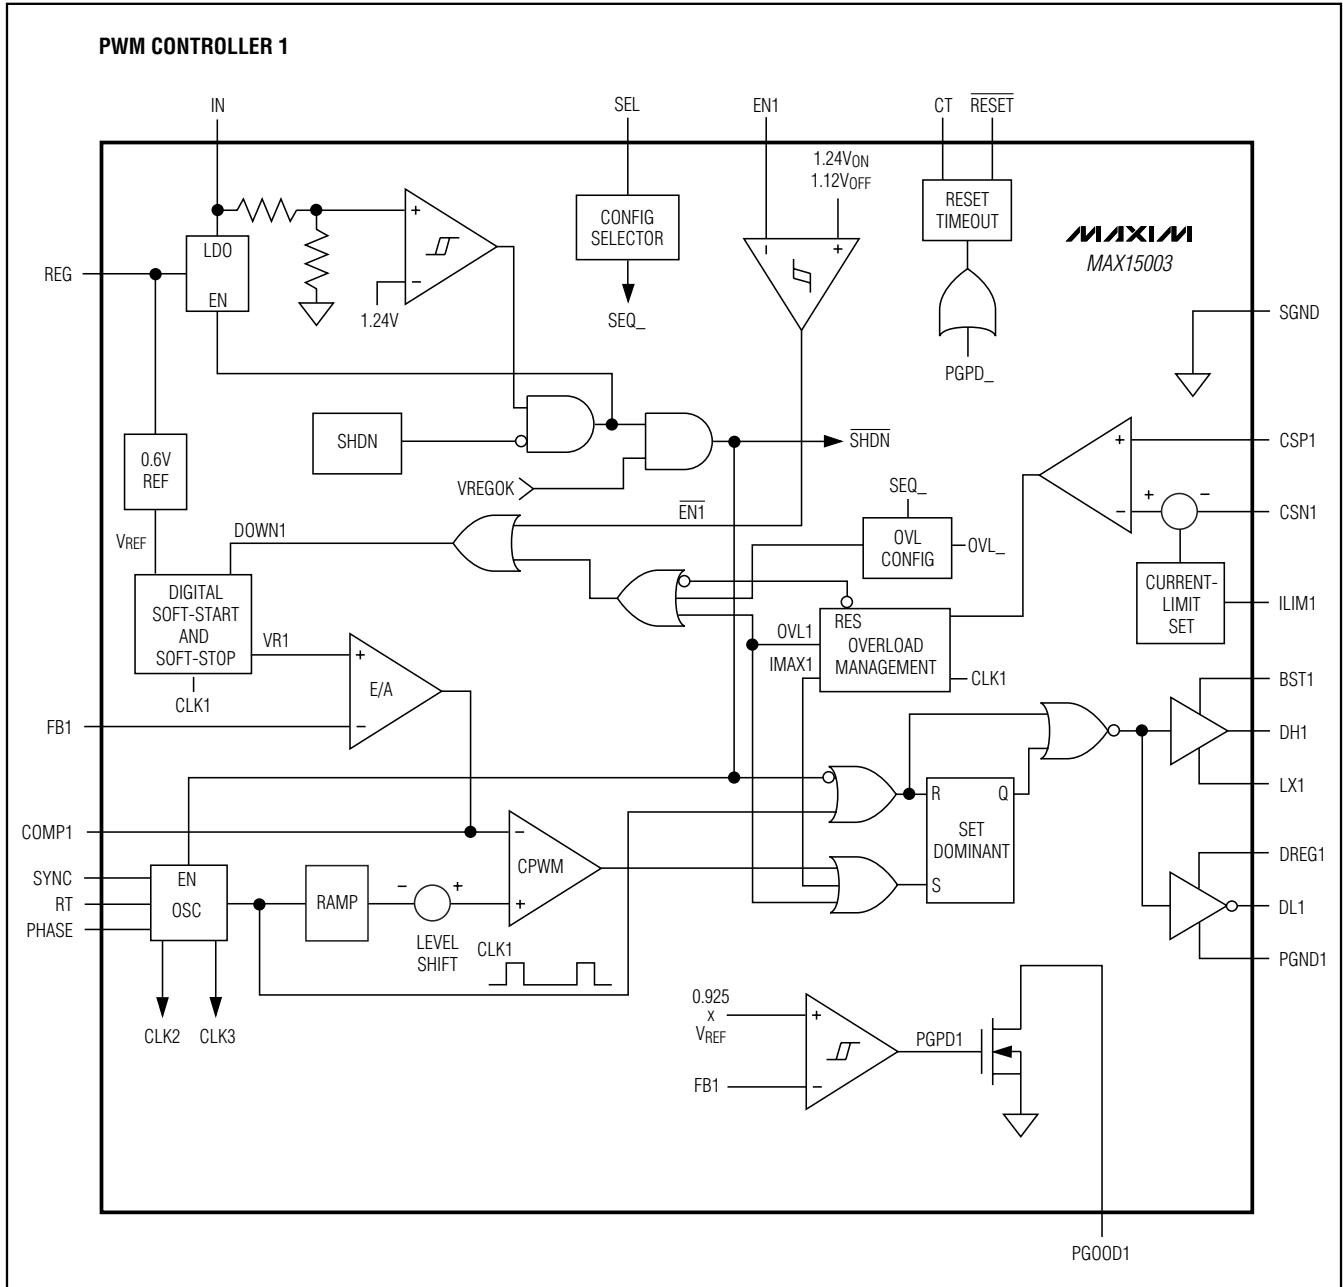 PWM CONTROLLER 1
IN
SEL
EN1
CT
RESET
1.24VON
1.12VOFF
RESET
TIMEOUT
CONFIG
SELECTOR
MAXIM
MAX15003
LDO
EN
REG
+
−
1.24V
−
+
SEQ_
SGND
PGPD_
SHDN
SHDN
CSP1
+
−
0.6V
REF
VREGOK
EN1
SEQ_
+
−
CSN1
OVL
CONFIG
OVL_
DOWN1
VREF
DIGITAL
SOFT-START
AND
SOFT-STOP
VR1
CLK1
CURRENT-
LIMIT
SET
ILIM1
RES
OVERLOAD
MANAGEMENT
OVL1
IMAX1
CLK1
+
E/A
−
FB1
BST1
DH1
LX1
R
Q
SET
DOMINANT
S
COMP1
−
CPWM
+
SYNC
RT
PHASE
EN
OSC
RAMP
−
+
LEVEL
SHIFT
CLK1
DREG1
DL1
PGND1
CLK2
CLK3
0.925
x
VREF
+
−
PGPD1
FB1
PGOOD1